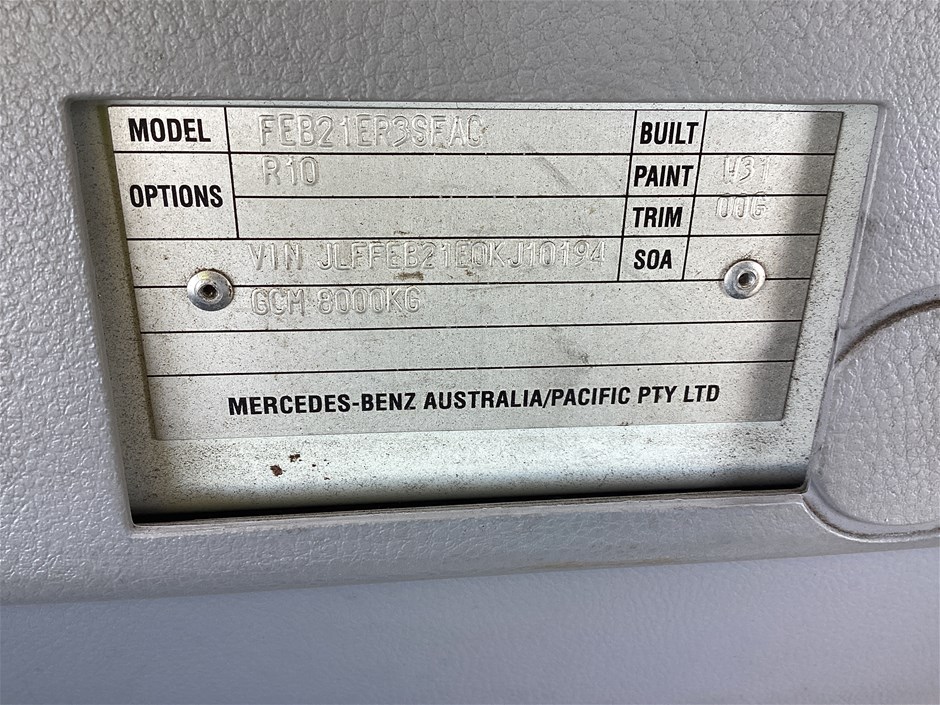 MODEL FEB21ER3SFAC BUILT
OPTIONS R10 PAINT W31
TRIM 00G
VIN JLFFEB21E0KJ10194 SOA
GCM 8000KG
MERCEDES-BENZ AUSTRALIA/PACIFIC PTY LTD